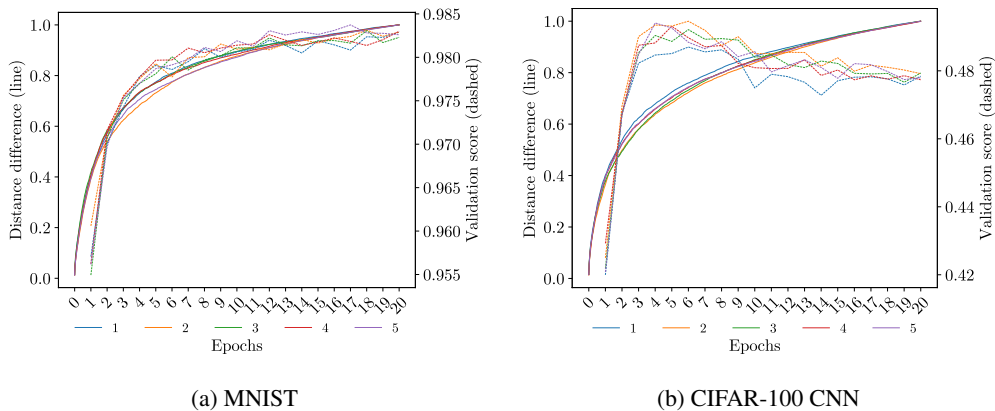 1.0
0.8
0.6
0.4
0.2
0.0
Distance difference (line)
0.985
0.980
0.975
0.970
0.965
0.960
0.955
Validation score (dashed)
0 1 2 3 4 5 6 7 8 9 10 11 12 13 14 15 16 17 18 19 20
1 2 3 4 5
Epochs
(a) MNIST
1.0
0.8
0.6
0.4
0.2
0.0
Distance difference (line)
0.48
0.46
0.44
0.42
Validation score (dashed)
0 1 2 3 4 5 6 7 8 9 10 11 12 13 14 15 16 17 18 19 20
1 2 3 4 5
Epochs
(b) CIFAR-100 CNN